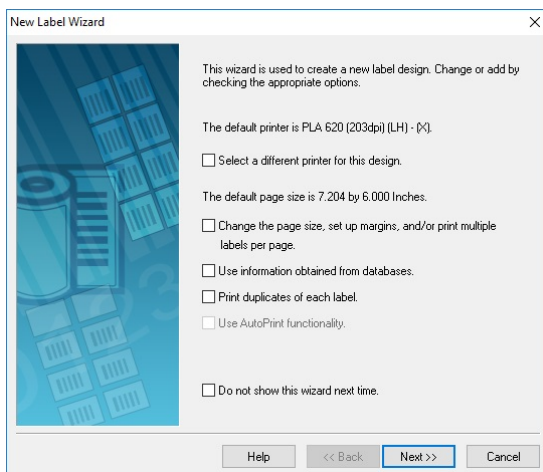 New Label Wizard
This wizard is used to create a new label design. Change or add by
checking the appropriate options.
The default printer is PLA 620 (203dpi) (LH) - (X).
Select a different printer for this design.
The default page size is 7.204 by 6.000 Inches.
Change the page size, set up margins, and/or print multiple
labels per page.
Use information obtained from databases.
Print duplicates of each label.
Use AutoPrint functionality.
Do not show this wizard next time.
Help << Back Next >> Cancel